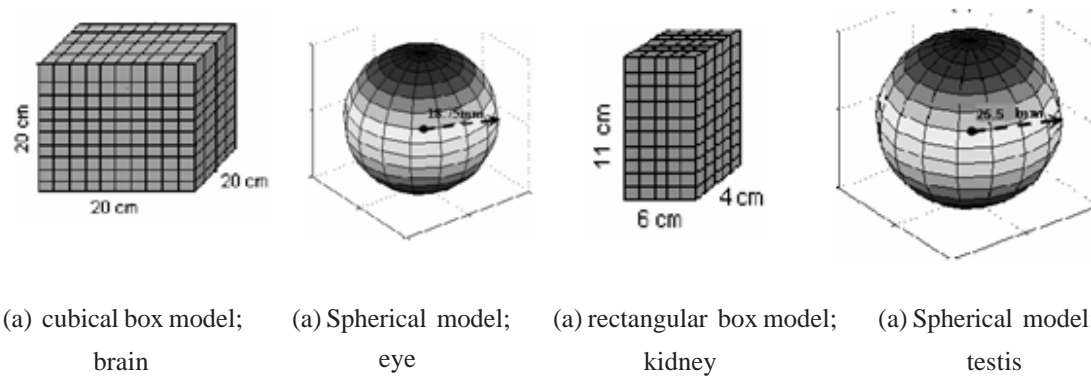 20 cm
20 cm
20 cm
18.75mm
11 cm
6 cm
4 cm
26.5 mm
(a) cubical box model; (a) Spherical model; (a) rectangular box model; (a) Spherical model
brain eye kidney testis